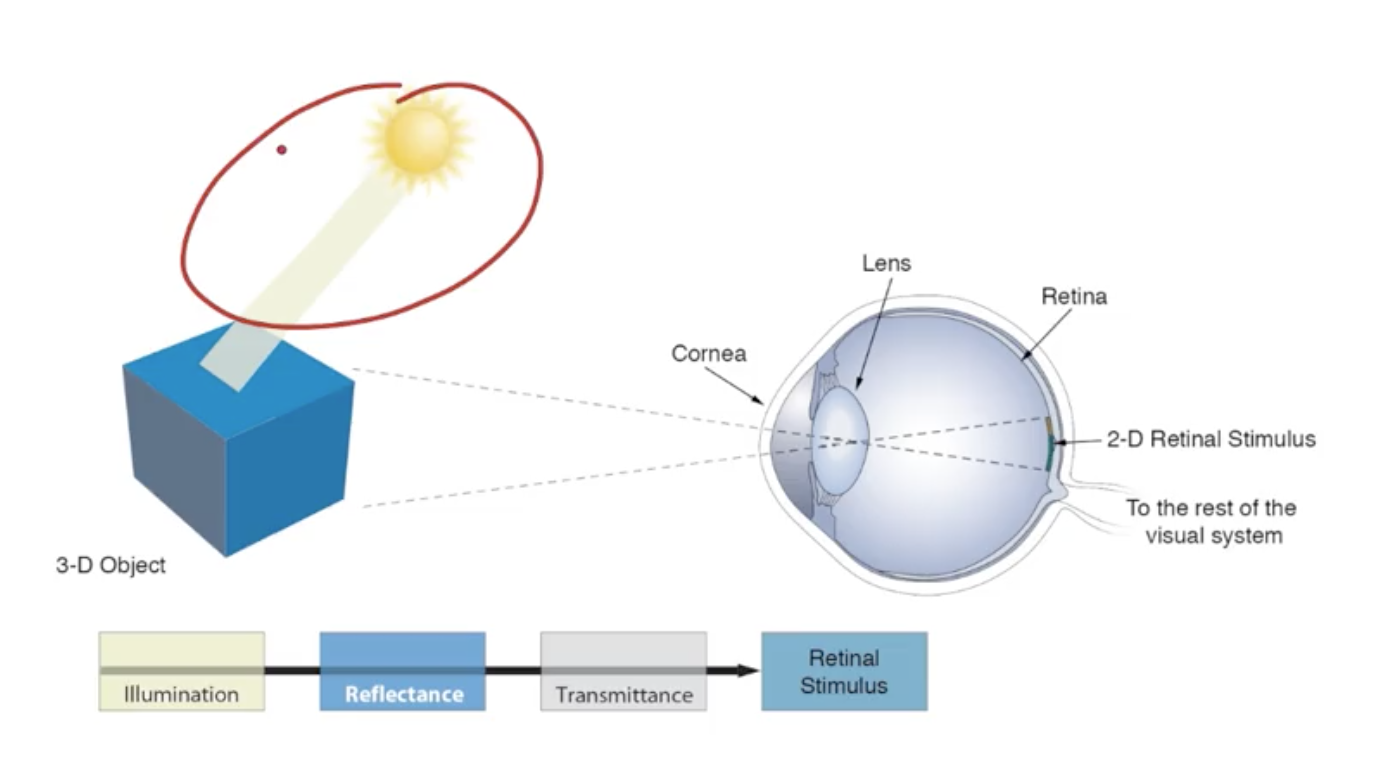 Lens
Retina
Cornea
2-D Retinal Stimulus
To the rest of the
visual system
3-D Object
Illumination
Reflectance
Transmittance
Retinal
Stimulus